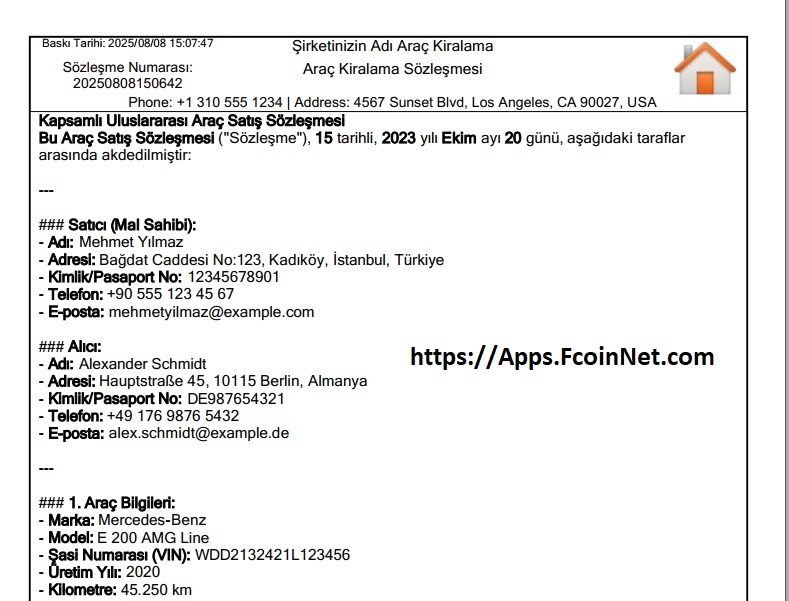 Baskı Tarihi: 2025/08/08 15:07:47
Şirketinizin Adı Araç Kiralama
Sözleşme Numarası:
20250808150642
Araç Kiralama Sözleşmesi
Phone: +1 310 555 1234 | Address: 4567 Sunset Blvd, Los Angeles, CA 90027, USA
Kapsamlı Uluslararası Araç Satış Sözleşmesi
Bu Araç Satış Sözleşmesi ("Sözleşme"), 15 tarihli, 2023 yılı Ekim ayı 20 günü, aşağıdaki taraflar
arasında akdedilmiştir:
---
### Satıcı (Mal Sahibi):
- Adı: Mehmet Yılmaz
- Adresi: Bağdat Caddesi No:123, Kadıköy, İstanbul, Türkiye
- Kimlik/Pasaport No: 12345678901
- Telefon: +90 555 123 45 67
- E-posta: mehmetyilmaz@example.com
### Alıcı:
- Adı: Alexander Schmidt
- Adresi: Hauptstraße 45, 10115 Berlin, Almanya
- Kimlik/Pasaport No: DE987654321
- Telefon: +49 176 9876 5432
- E-posta: alex.schmidt@example.de
https://Apps.FcoinNet.com
---
### 1. Araç Bilgileri:
- Marka: Mercedes-Benz
- Model: E 200 AMG Line
- Şasi Numarası (VIN): WDD2132421L123456
- Üretim Yılı: 2020
- Kilometre: 45.250 km